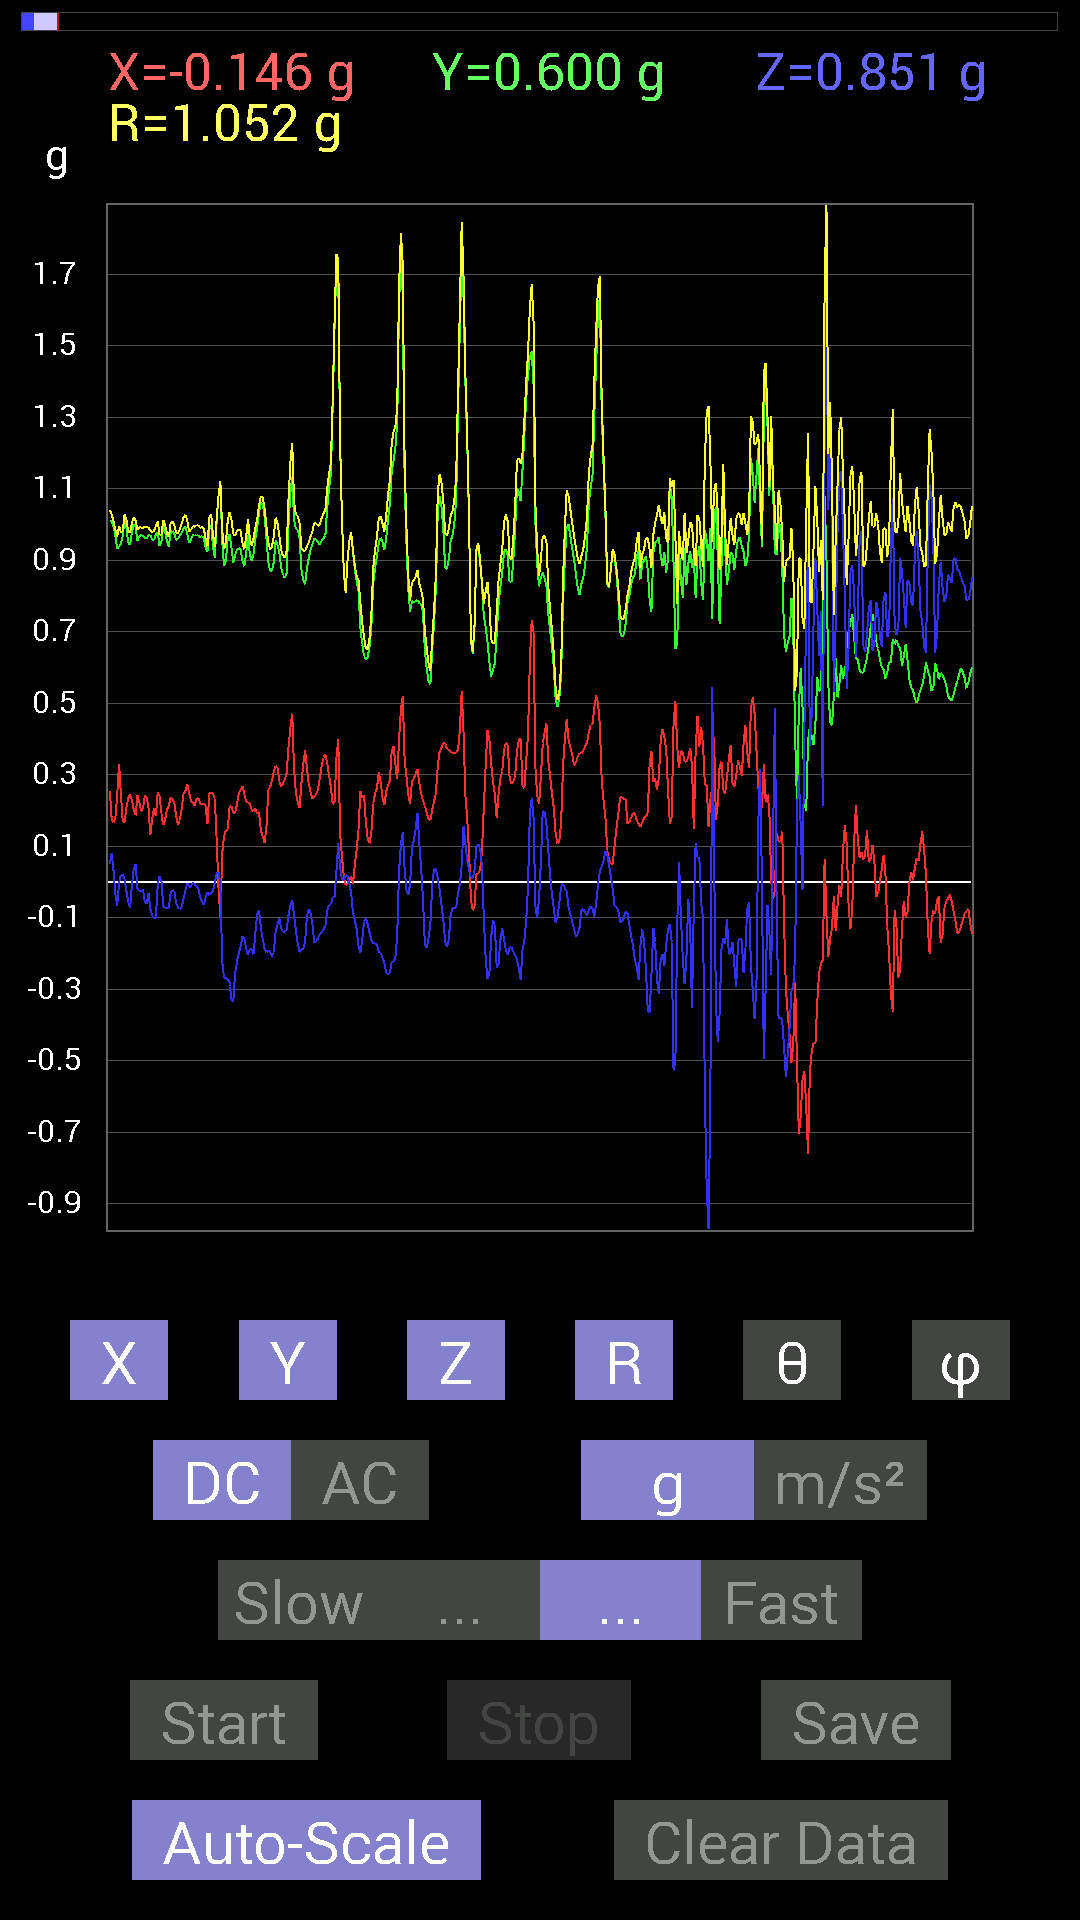 X=-0.146 g Y=0.600 g Z=0.851 g
R=1.052 g
g
1.7
1.5
1.3
1.1
0.9
0.7
0.5
0.3
0.1
-0.1
-0.3
-0.5
-0.7
-0.9
X Y Z R θ φ
DC AC g m/s²
Slow ... ... Fast
Start Stop Save
Auto-Scale Clear Data